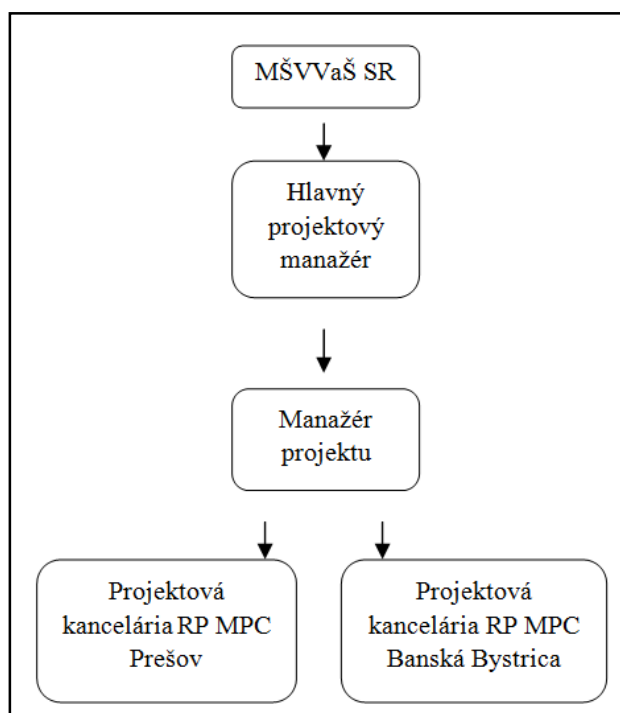 MŠVVaŠ SR
Hlavný
projektový
manažér
Manažér
projektu
Projektová
kancelária RP MPC
Prešov
Projektová
kancelária RP MPC
Banská Bystrica